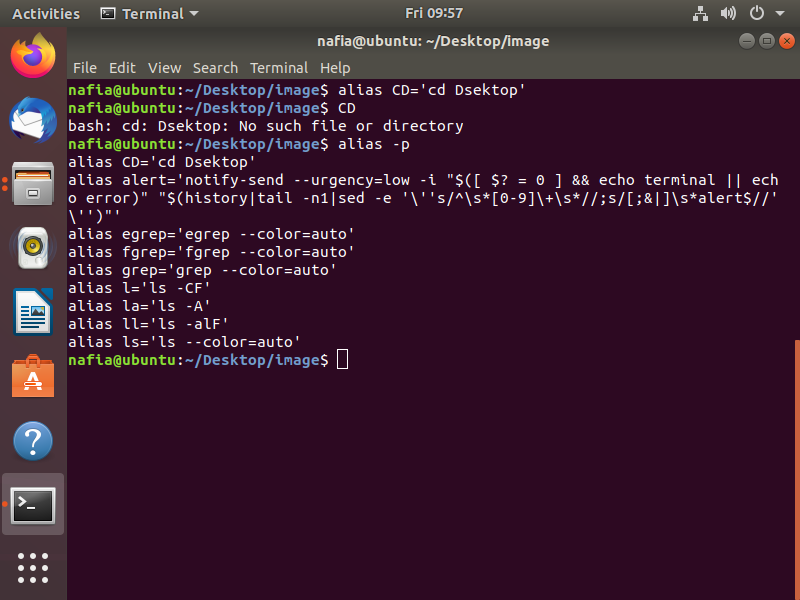 Activities Terminal Fri 09:57
nafia@ubuntu: ~/Desktop/image
File Edit View Search Terminal Help
nafia@ubuntu:~/Desktop/image$ alias CD='cd Dsektop'
nafia@ubuntu:~/Desktop/image$ CD
bash: cd: Dsektop: No such file or directory
nafia@ubuntu:~/Desktop/image$ alias -p
alias CD='cd Dsektop'
alias alert='notify-send --urgency=low -i "$([ $? = 0 ] && echo terminal || ech
o error)" "$(history|tail -n1|sed -e '\''s/^\s*[0-9]\+\s*//;s/[;&|]\s*alert$//'
\'')"'
alias egrep='egrep --color=auto'
alias fgrep='fgrep --color=auto'
alias grep='grep --color=auto'
alias l='ls -CF'
alias la='ls -A'
alias ll='ls -alF'
alias ls='ls --color=auto'
nafia@ubuntu:~/Desktop/image$